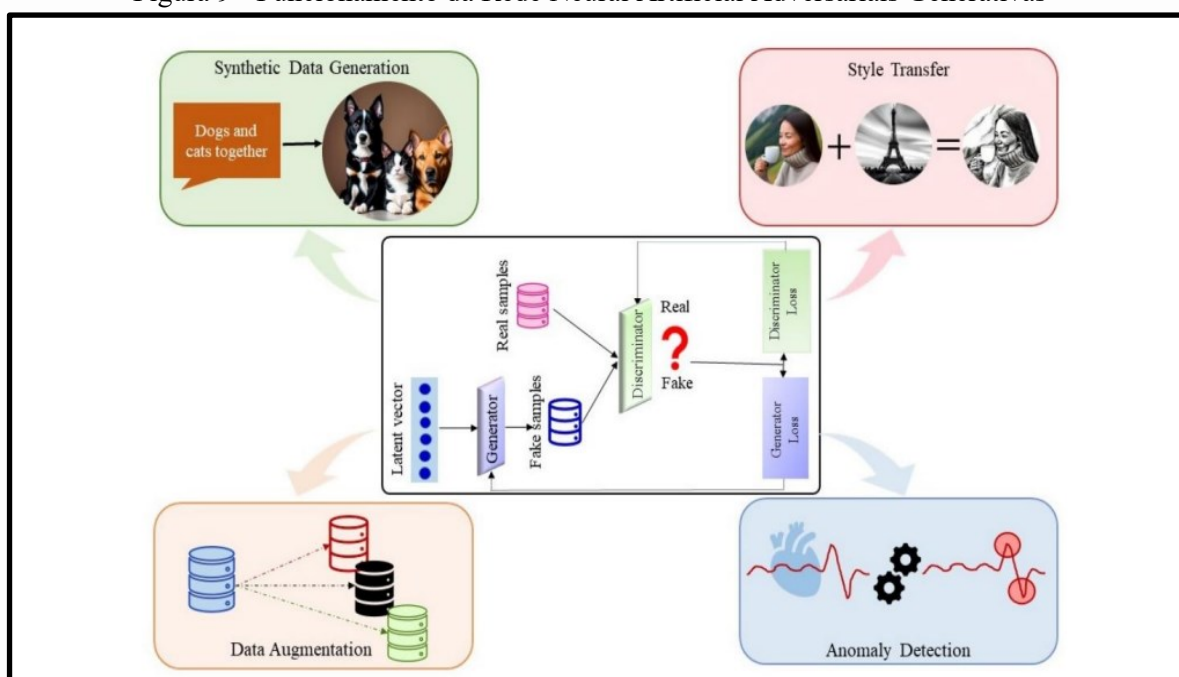 Synthetic Data Generation
Dogs and
cats together
Style Transfer
Real samples
Latent vector
Generator
Fake samples
Discriminator
Real
Fake
Discriminator
Loss
Generator
Loss
Data Augmentation
Anomaly Detection